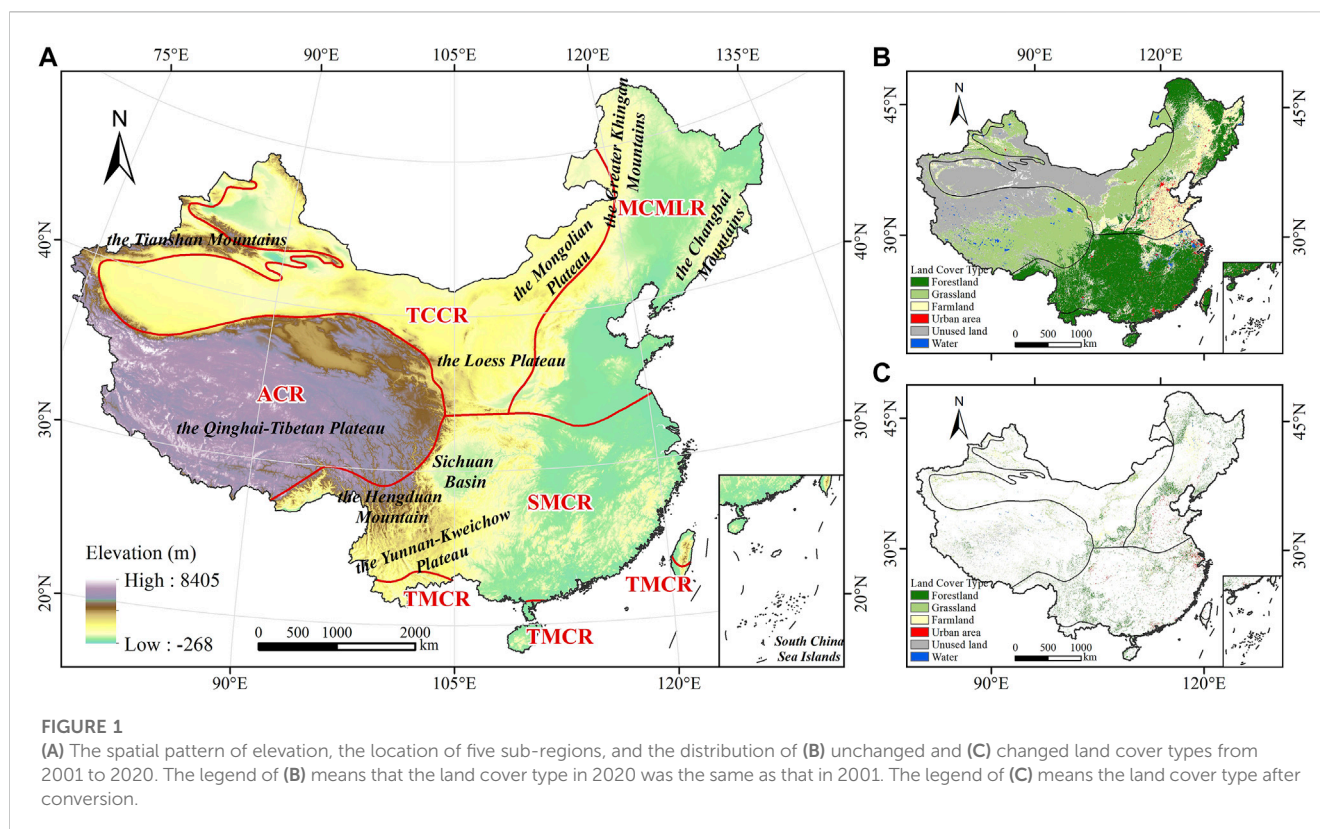 A
75°E
90°E
105°E
120°E
135°E
N
40°N
30°N
20°N
40°N
30°N
20°N
90°E
105°E
120°E
the Greater Khingan
Mountains
MCMLR
the Changbai
Mountans
the Tianshan Mountains
the Mongolian
Plateau
TCCR
the Loess Plateau
ACR
the Qinghai-Tibetan Plateau
Sichuan
Basin
the Hengduan
Mountain
SMCR
the Yunnan-Kweichow
Plateau
TMCR
TMCR
TMCR
Elevation (m)
High : 8405
Low : -268
0 500 1000 2000
km
South China
Sea Islands
B
90°E
120°E
N
45°N
30°N
45°N
30°N
Land Cover Type
Forestland
Grassland
Farmland
Urban area
Unused land
Water
0 500 1000
km
C
N
45°N
30°N
45°N
30°N
Land Cover Type
Forestland
Grassland
Farmland
Urban area
Unused land
Water
0 500 1000
km
90°E
120°E
FIGURE 1
(A) The spatial pattern of elevation, the location of five sub-regions, and the distribution of (B) unchanged and (C) changed land cover types from
2001 to 2020. The legend of (B) means that the land cover type in 2020 was the same as that in 2001. The legend of (C) means the land cover type after
conversion.